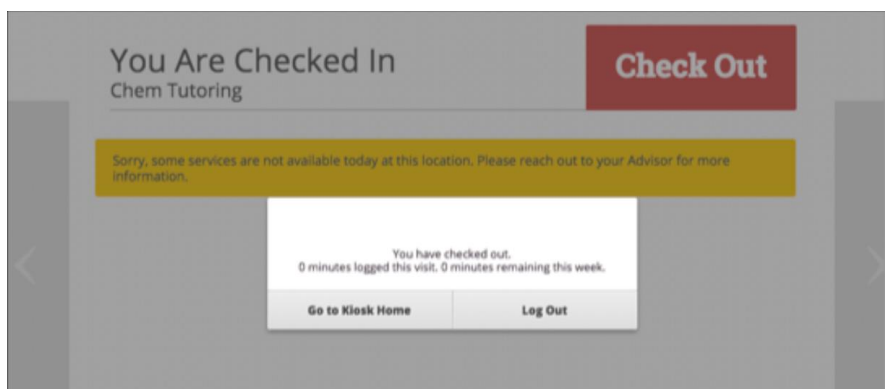 You Are Checked In
Check Out
Chem Tutoring
Sorry, some services are not available today at this location. Please reach out to your Advisor for more
information.
You have checked out.
0 minutes logged this visit. 0 minutes remaining this week.
Go to Kiosk Home
Log Out